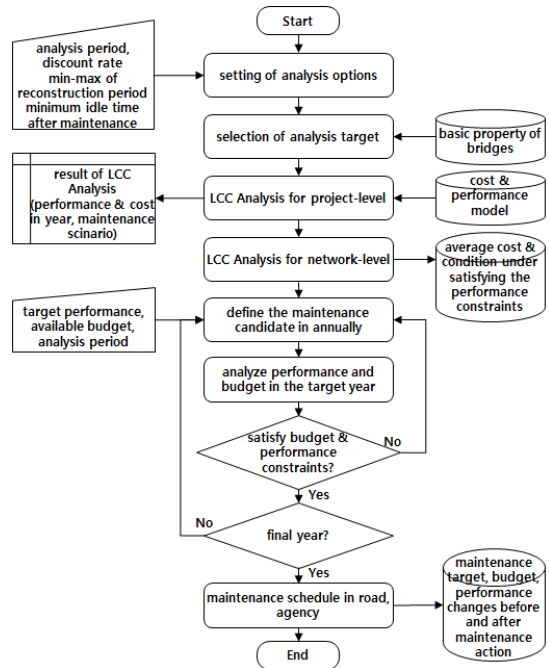 Start
analysis period,
discount rate
min-max of
reconstruction period
minimum idle time
after maintenance
setting of analysis options
selection of analysis target
basic property of
bridges
result of LCC
Analysis
(performance & cost
in year, maintenance
scinario)
LCC Analysis for project-level
cost &
performance
model
LCC Analysis for network-level
average cost &
condition under
satisfying the
performance
constraints
target performance,
available budget,
analysis period
define the maintenance
candidate in annually
analyze performance and
budget in the target year
satisfy budget &
performance
constraints?
No
Yes
No
final year?
Yes
maintenance schedule in road,
agency
maintenance
target, budget,
performance
changes before
and after
maintenance
action
End